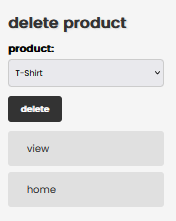 delete product
product:
T-Shirt
delete
view
home